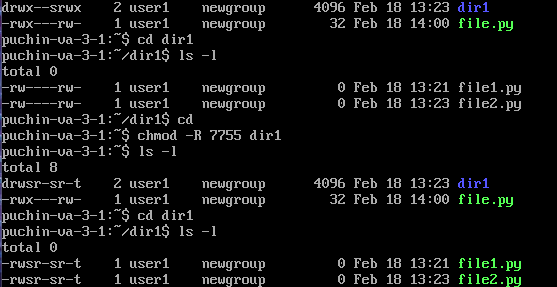 drwx--srwx   2 user1   newgroup       4096 Feb 18 13:23 dir1
-rwx---rw-   1 user1   newgroup         32 Feb 18 14:00 file.py
puchin-va-3-1:~$ cd dir1
puchin-va-3-1:~/dir1$ ls -l
total 0
-rw----rw-   1 user1   newgroup          0 Feb 18 13:21 file1.py
-rw----rw-   1 user1   newgroup          0 Feb 18 13:23 file2.py
puchin-va-3-1:~/dir1$ cd
puchin-va-3-1:~$ chmod -R 7755 dir1
puchin-va-3-1:~$ ls -l
total 8
drwsr-sr-t   2 user1   newgroup       4096 Feb 18 13:23 dir1
-rwx---rw-   1 user1   newgroup         32 Feb 18 14:00 file.py
puchin-va-3-1:~$ cd dir1
puchin-va-3-1:~/dir1$ ls -l
total 0
-rwsr-sr-t   1 user1   newgroup          0 Feb 18 13:21 file1.py
-rwsr-sr-t   1 user1   newgroup          0 Feb 18 13:23 file2.py